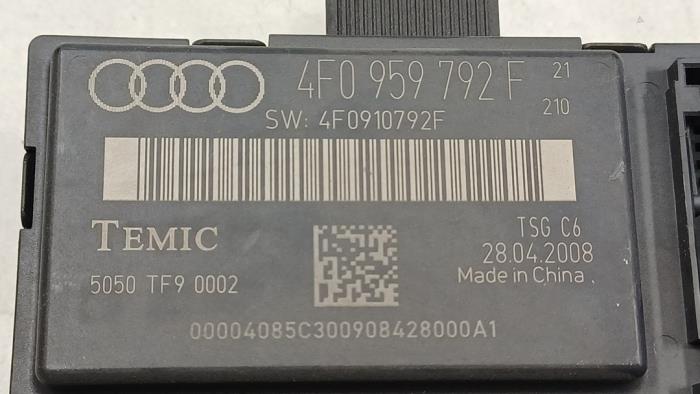 4F0 959 792 F 21
210
SW: 4F0910792F
TEMIC
TSG C6
28.04.2008
5050 TF9 0002
Made in China
00004085C300908428000A1